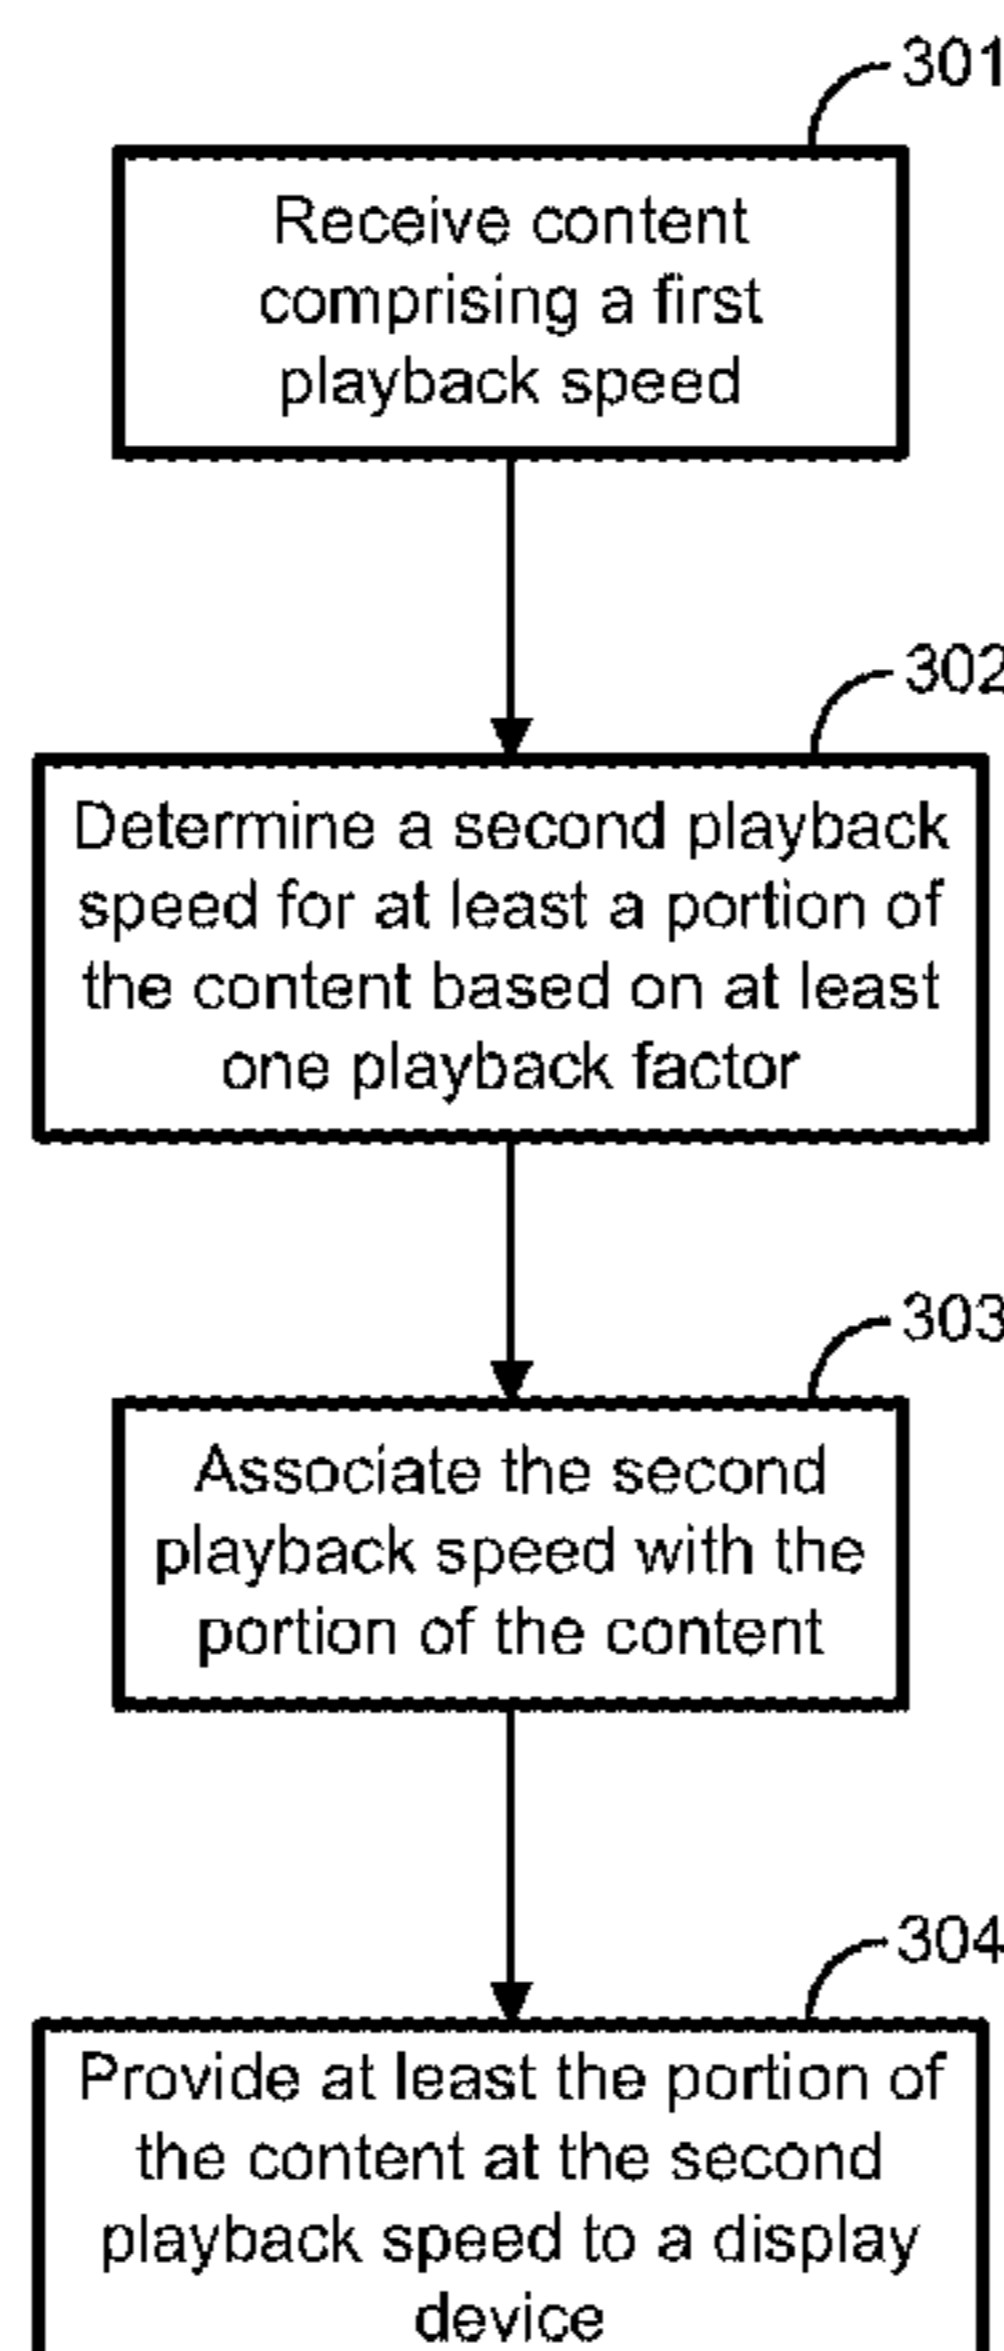 301
Receive content
comprising a first
playback speed
302
Determine a second playback
speed for at least a portion of
the content based on at least
one playback factor
303
Associate the second
playback speed with the
portion of the content
304
Provide at least the portion of
the content at the second
playback speed to a display
device